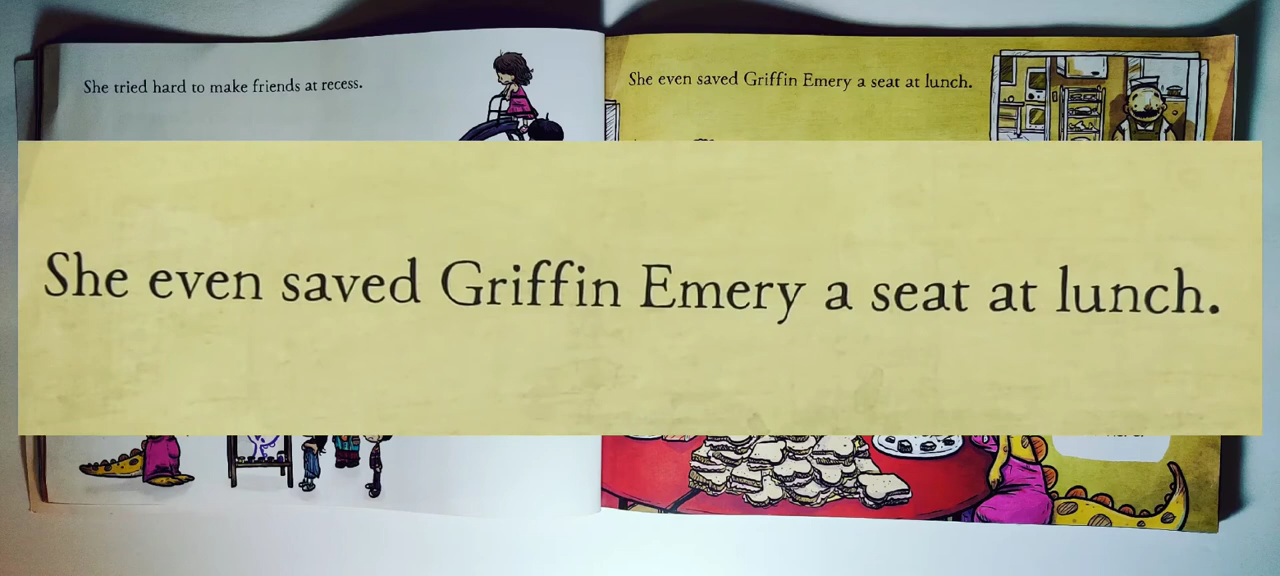 She tried hard to make friends at recess.
She even saved Griffin Emery a seat at lunch.
She even saved Griffin Emery a seat at lunch.